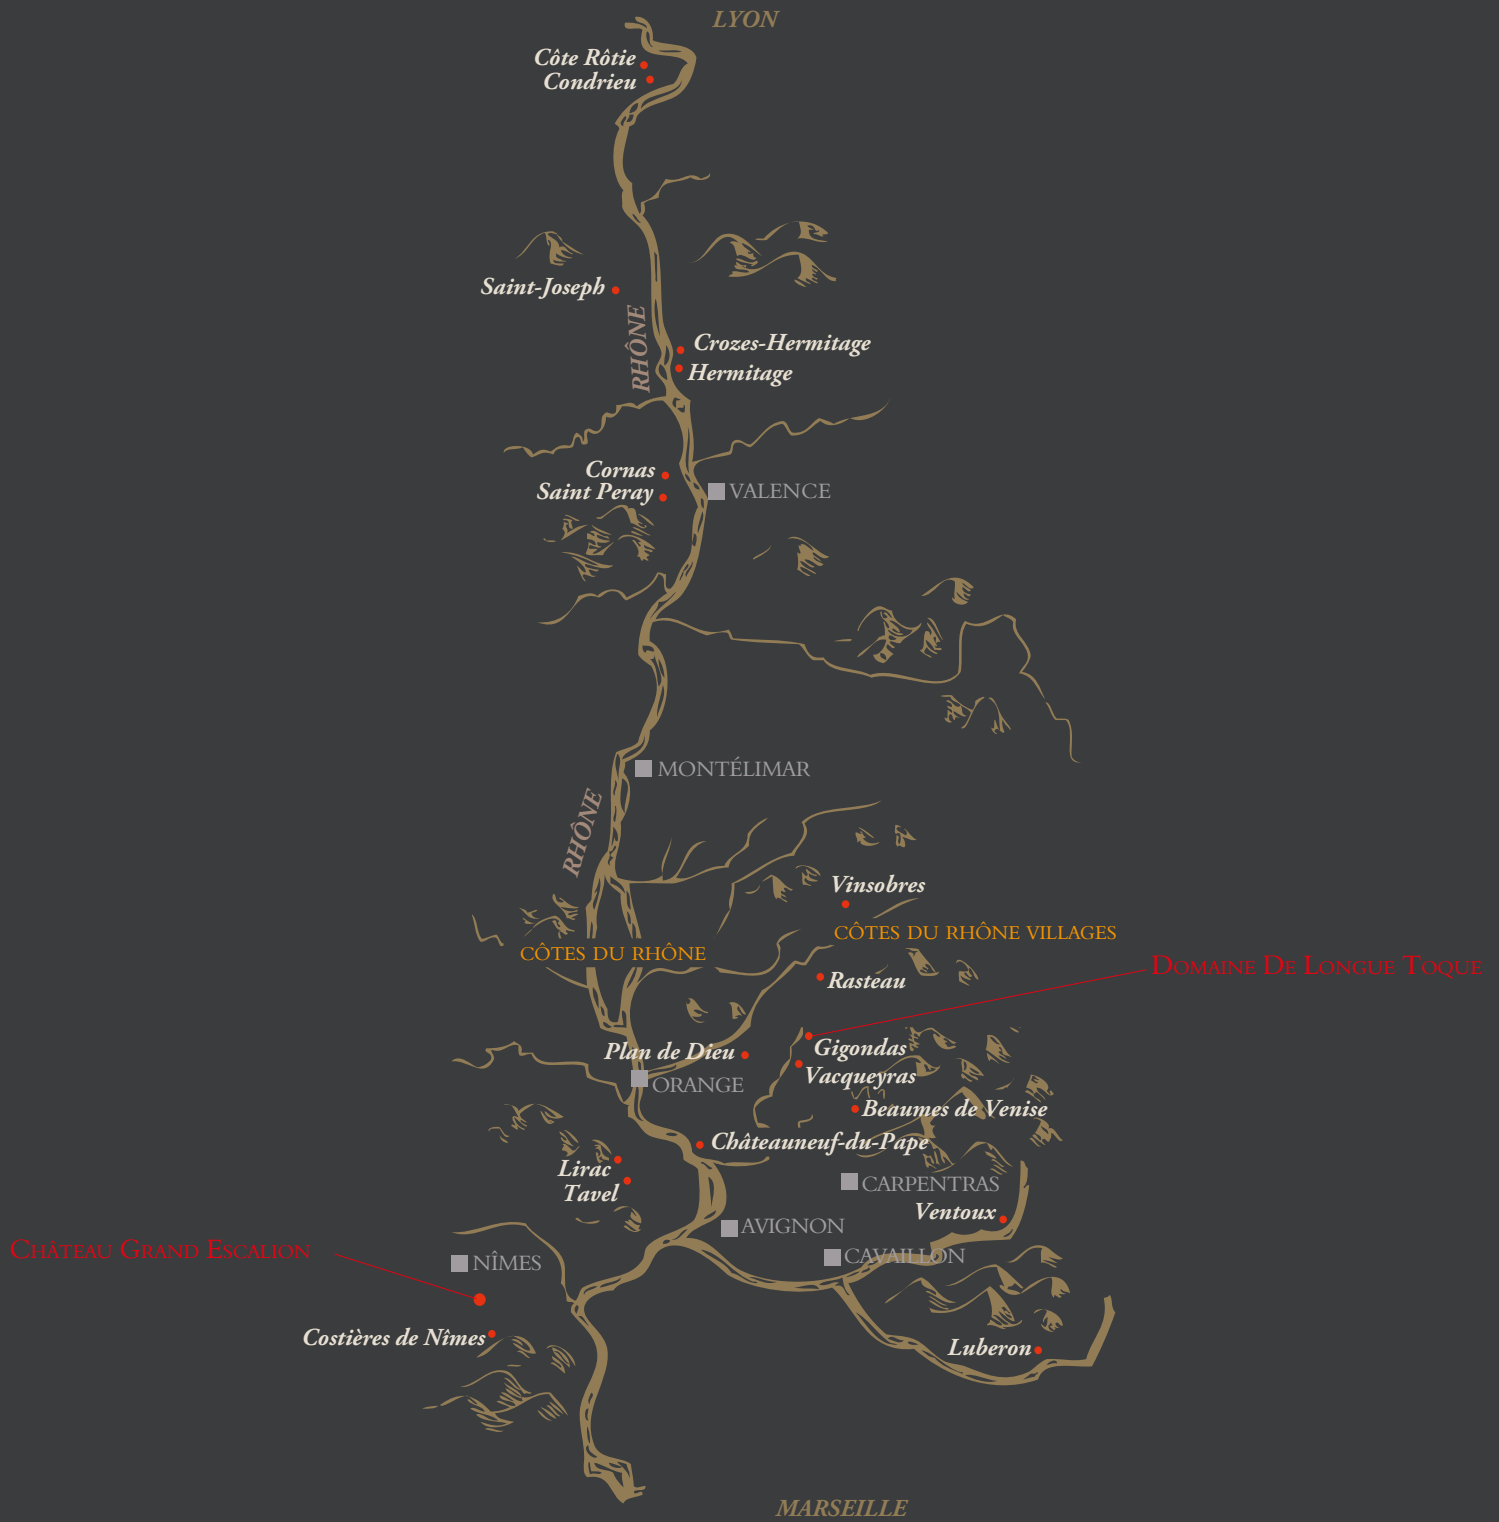 LYON
Côte Rôtie
Condrieu
Saint-Joseph
RHÔNE
Crozes-Hermitage
Hermitage
Cornas
Saint Peray
VALENCE
MONTÉLIMAR
RHÔNE
Vinsobres
CÔTES DU RHÔNE VILLAGES
CÔTES DU RHÔNE
DOMAINE DE LONGUE TOQUE
Rasteau
Gigondas
Plan de Dieu
Vacqueyras
ORANGE
Beaumes de Venise
Châteauneuf-du-Pape
Lirac
Tavel
CARPENTRAS
Ventoux
AVIGNON
CHÂTEAU GRAND ESCALION
CAVAILLON
NÎMES
Costières de Nîmes
Luberon
MARSEILLE